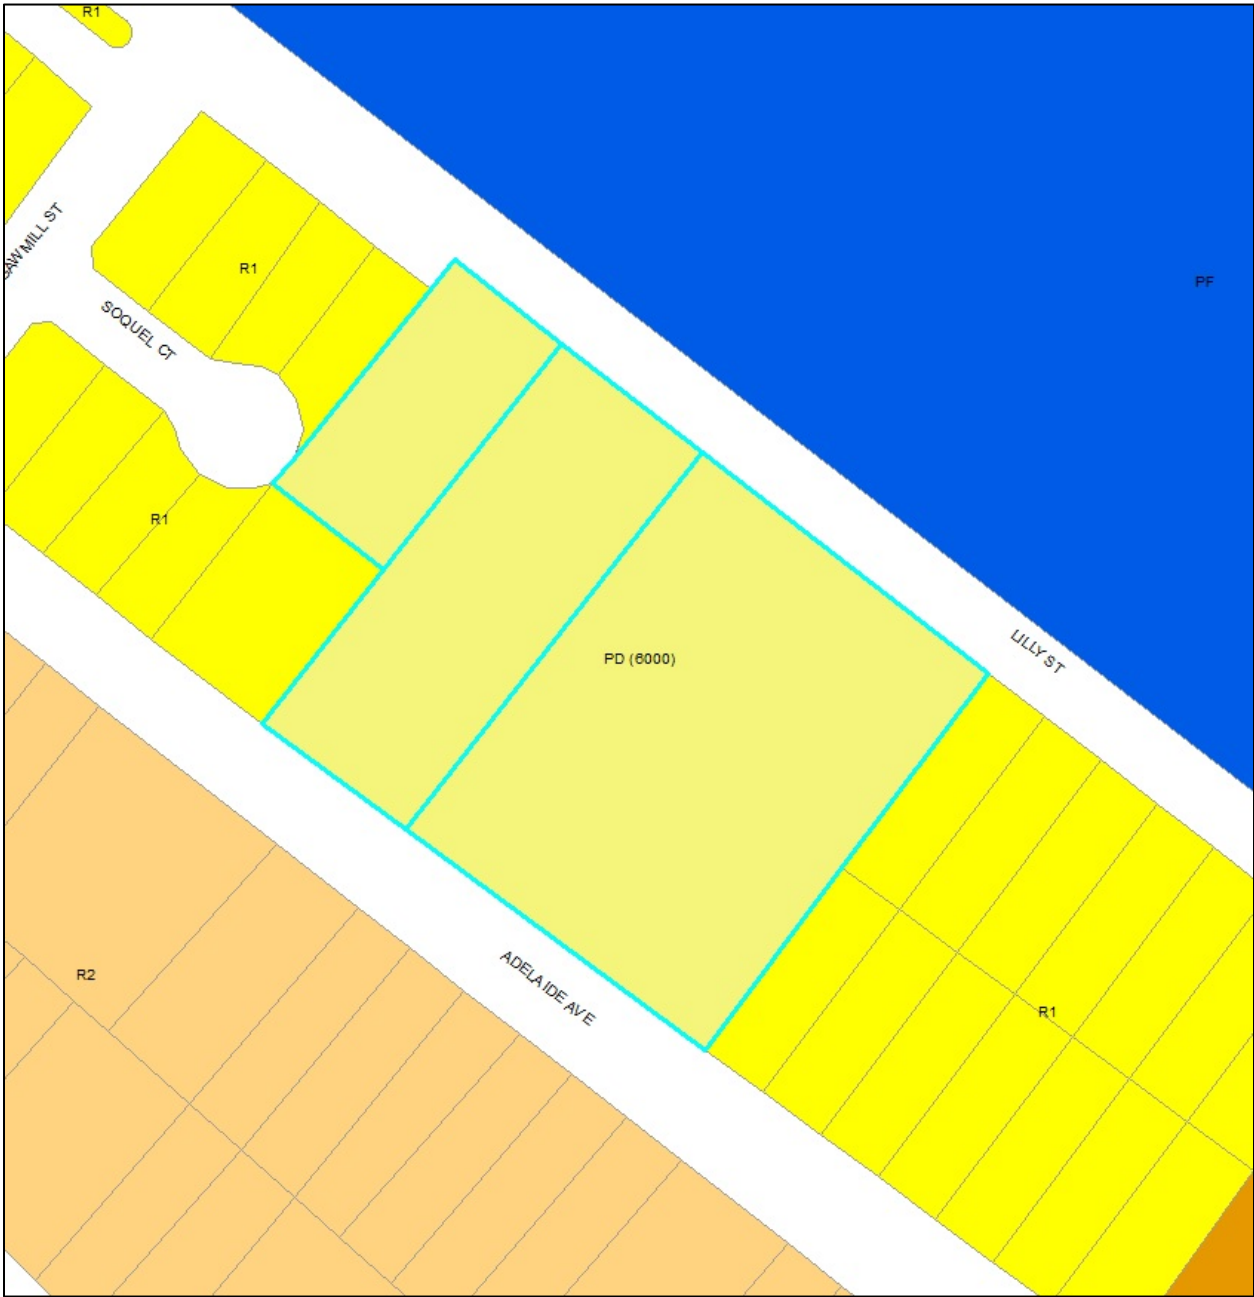 R1
PF
SAWMILL ST
R1
SOQUEL CT
R1
LILLY ST
PD (6000)
ADELAIDE AVE
R2
R1